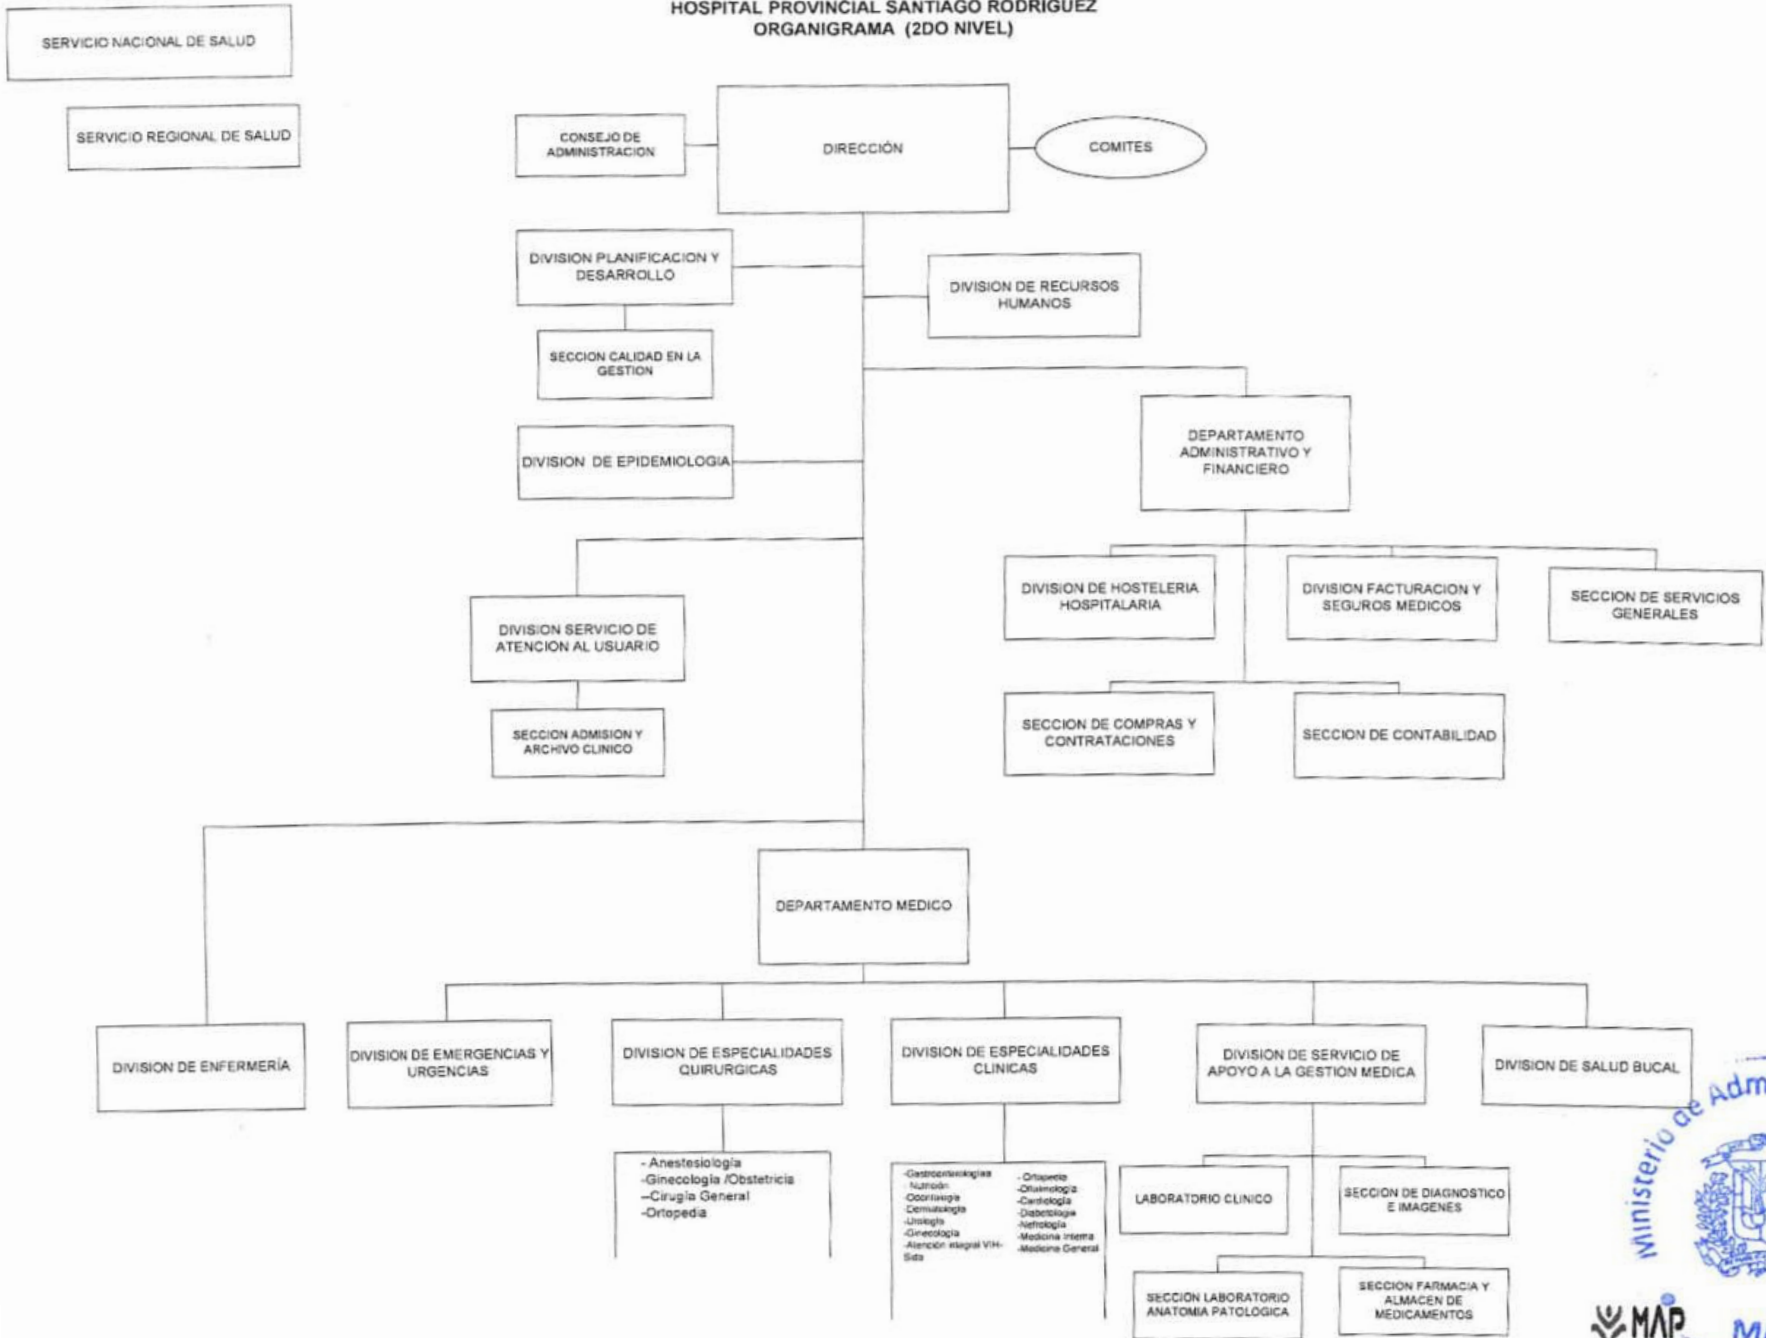 HOSPITAL PROVINCIAL SANTIAGO RODRIGUEZ
ORGANIGRAMA (2DO NIVEL)
SERVICIO NACIONAL DE SALUD
SERVICIO REGIONAL DE SALUD
CONSEJO DE
ADMINISTRACION
DIRECCIÓN
COMITES
DIVISION PLANIFICACION Y
DESARROLLO
DIVISION DE RECURSOS
HUMANOS
SECCION CALIDAD EN LA
GESTION
DIVISION DE EPIDEMIOLOGIA
DEPARTAMENTO
ADMINISTRATIVO Y
FINANCIERO
DIVISION DE HOSTELERIA
HOSPITALARIA
DIVISION FACTURACION Y
SEGUROS MEDICOS
SECCION DE SERVICIOS
GENERALES
DIVISION SERVICIO DE
ATENCION AL USUARIO
SECCION DE COMPRAS Y
CONTRATACIONES
SECCION DE CONTABILIDAD
SECCION ADMISION Y
ARCHIVO CLINICO
DEPARTAMENTO MEDICO
DIVISION DE ENFERMERÍA
DIVISION DE EMERGENCIAS Y
URGENCIAS
DIVISION DE ESPECIALIDADES
QUIRURGICAS
DIVISION DE ESPECIALIDADES
CLINICAS
DIVISION DE SERVICIO DE
APOYO A LA GESTION MEDICA
DIVISION DE SALUD BUCAL
- Anestesiología
-Ginecología /Obstetricia
–Cirugía General
-Ortopedia
- Nutrición
-Dermatología
-Urología
-Ginecología
-Atención integral VIH-
Sida
-Cardiología
-Diabetologia
-Nefrología
-Medicina Interna
-Medicina General
LABORATORIO CLINICO
SECCION DE DIAGNOSTICO
E IMAGENES
SECCION LABORATORIO
ANATOMIA PATOLOGICA
SECCION FARMACIA Y
ALMACEN DE
MEDICAMENTOS
Ministerio de Adm
MAP